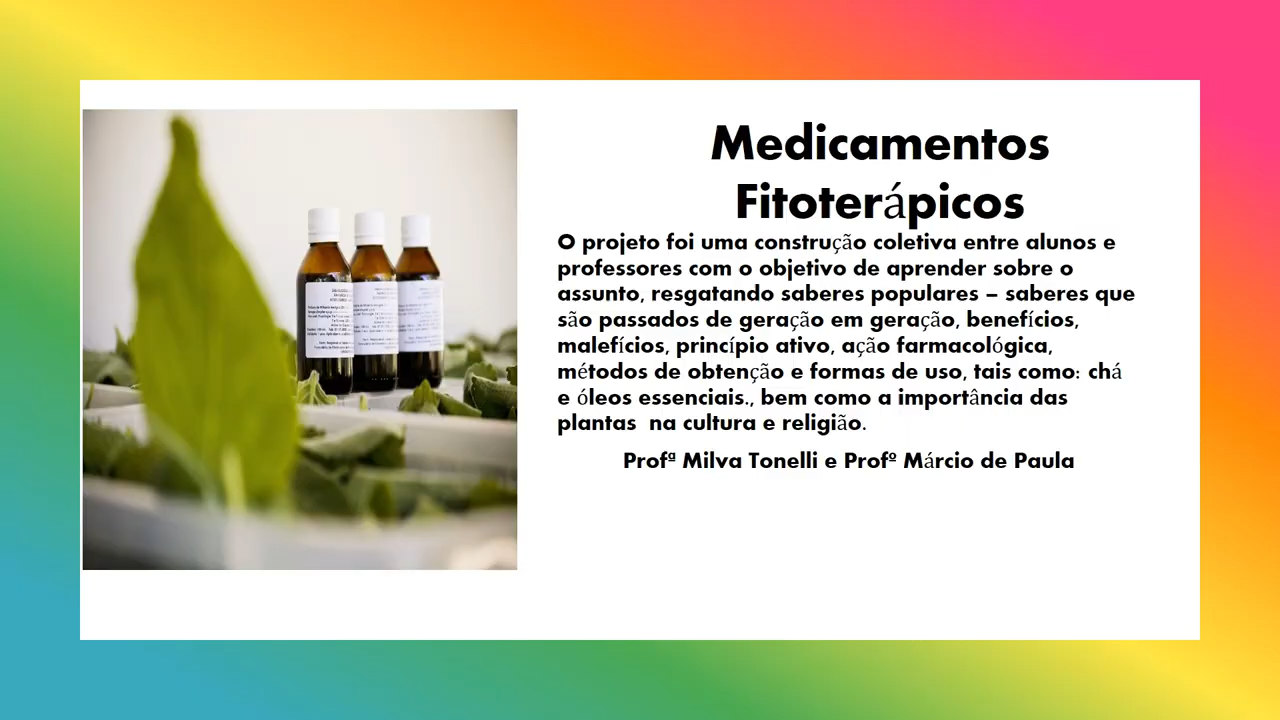 Medicamentos
Fitoterápicos
O projeto foi uma construção coletiva entre alunos e
professores com o objetivo de aprender sobre o
assunto, resgatando saberes populares – saberes que
são passados de geração em geração, benefícios,
malefícios, princípio ativo, ação farmacológica,
métodos de obtenção e formas de uso, tais como: chá
e óleos essenciais., bem como a importância das
plantas  na cultura e religião.
Profª Milva Tonelli e Profº Márcio de Paula